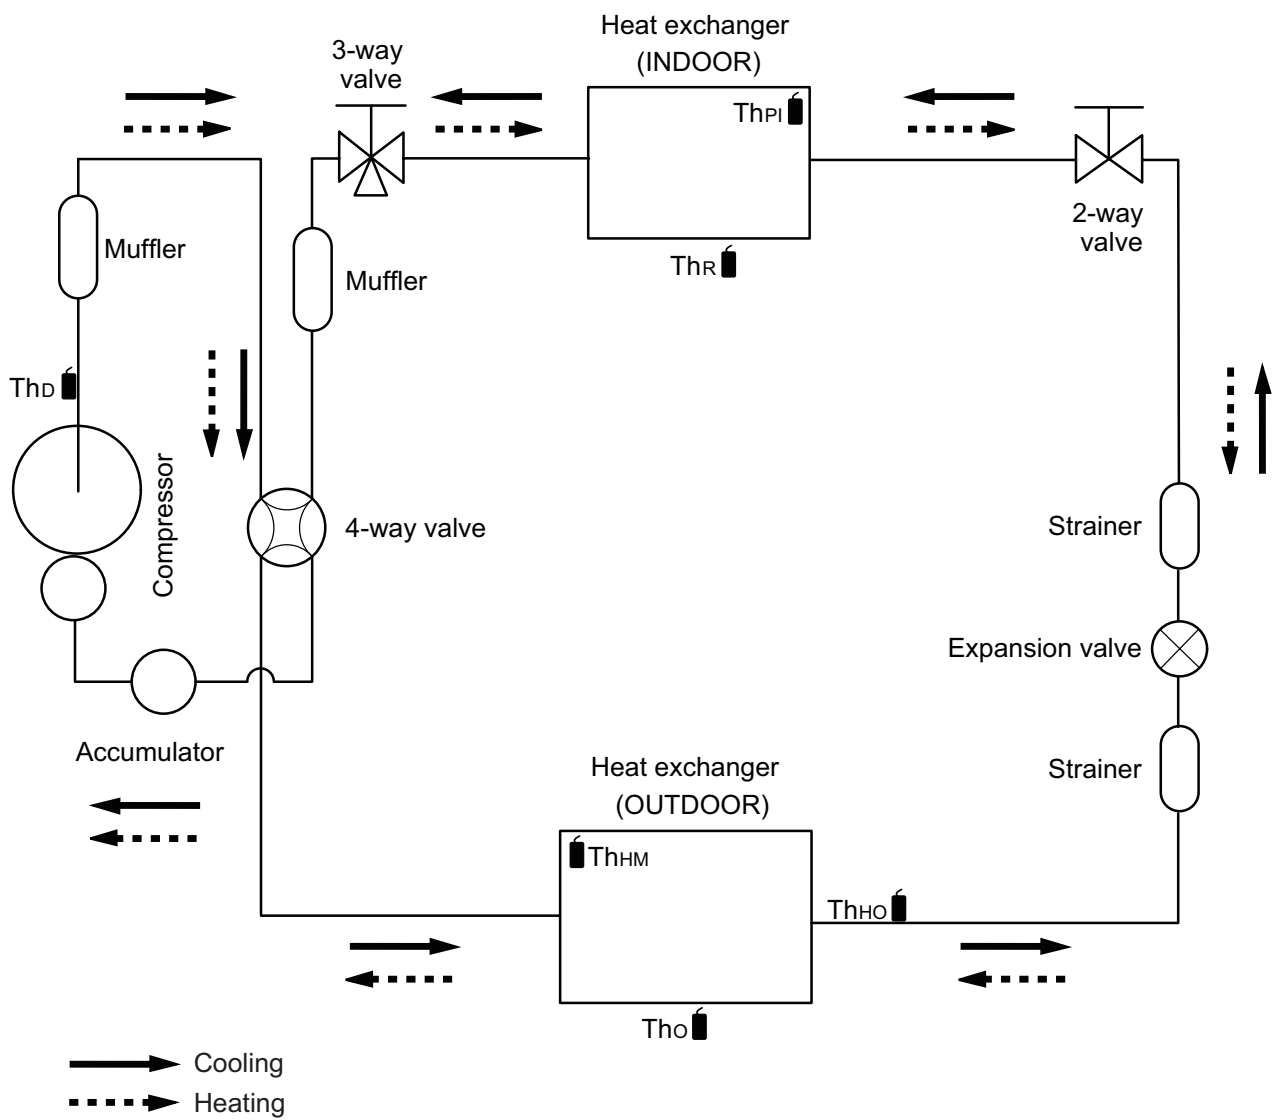 Heat exchanger
(INDOOR)
3-way
valve
ThPI
2-way
valve
Muffler
ThR
Muffler
ThD
Compressor
4-way valve
Strainer
Expansion valve
Accumulator
Heat exchanger
(OUTDOOR)
Strainer
ThHM
ThHO
ThO
Cooling
Heating